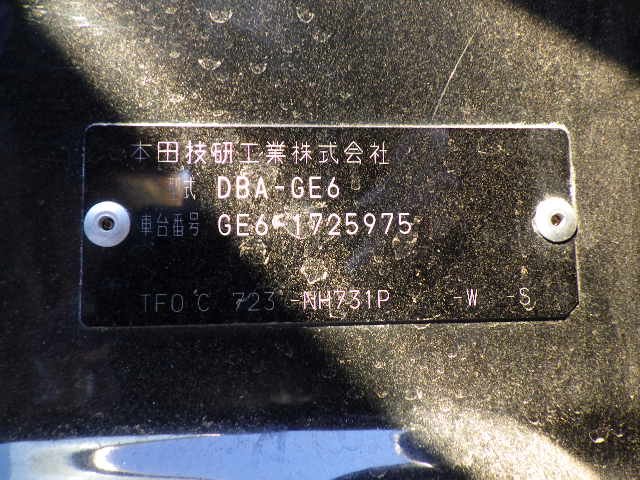 本田技研工業株式会社
式 DBA-GE6
車台番号 GE6-1725975
TF0 C 723 -NH731P -W -S